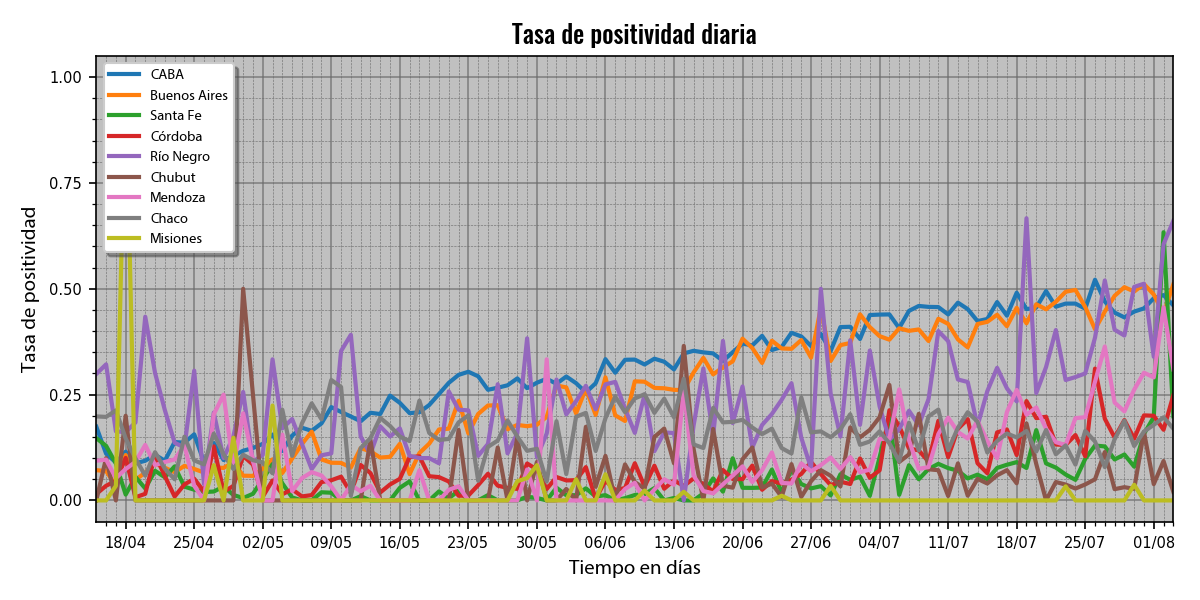 Tasa de positividad diaria
1.00
0.75
0.50
0.25
0.00
Tasa de positividad
CABA
Buenos Aires
Santa Fe
Córdoba
Río Negro
Chubut
Mendoza
Chaco
Misiones
18/04 25/04 02/05 09/05 16/05 23/05 30/05 06/06 13/06 20/06 27/06 04/07 11/07 18/07 25/07 01/08
Tiempo en días